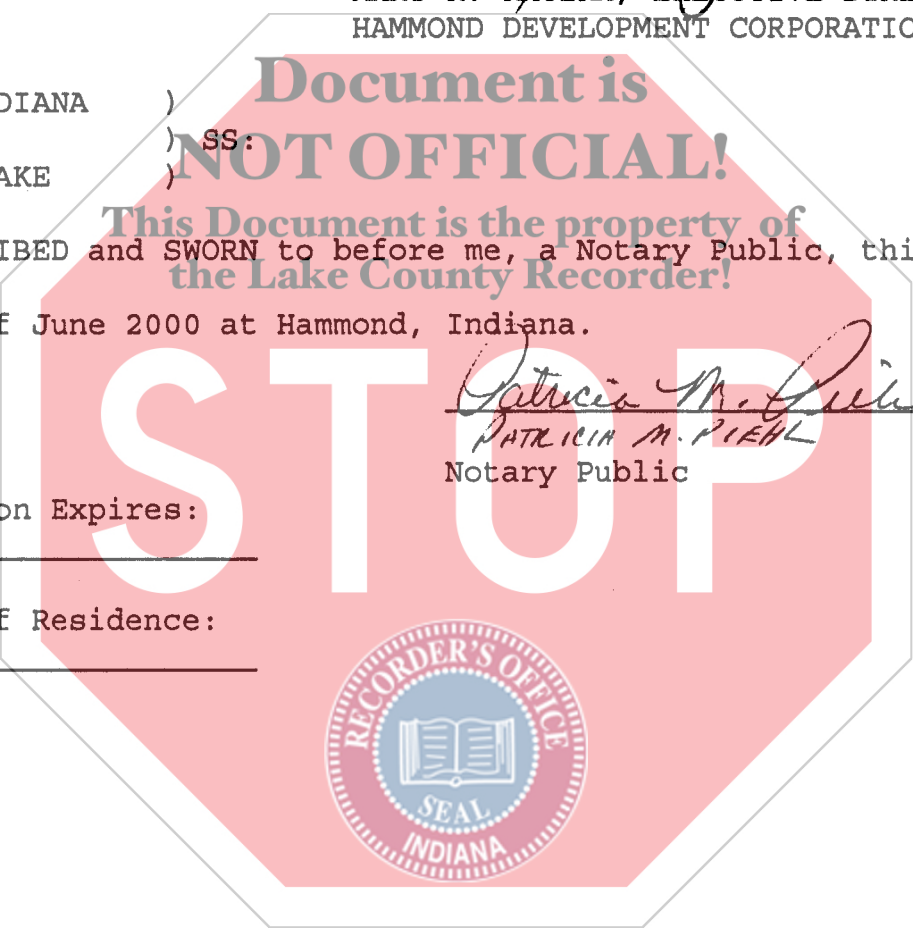 HAMMOND DEVELOPMENT CORPORATIO
Document is
DIANA )
) SS:
NOT OFFICIAL!
AKE )
This Document is the property of
IBED and SWORN to before me, a Notary Public, thi
the Lake County Recorder!
f June 2000 at Hammond, Indiana.
STOP
Patricia M. Piehl
PATRICIA M. PIEHL
Notary Public
on Expires:
f Residence:
RECORDER'S OFFICE
SEAL
INDIANA